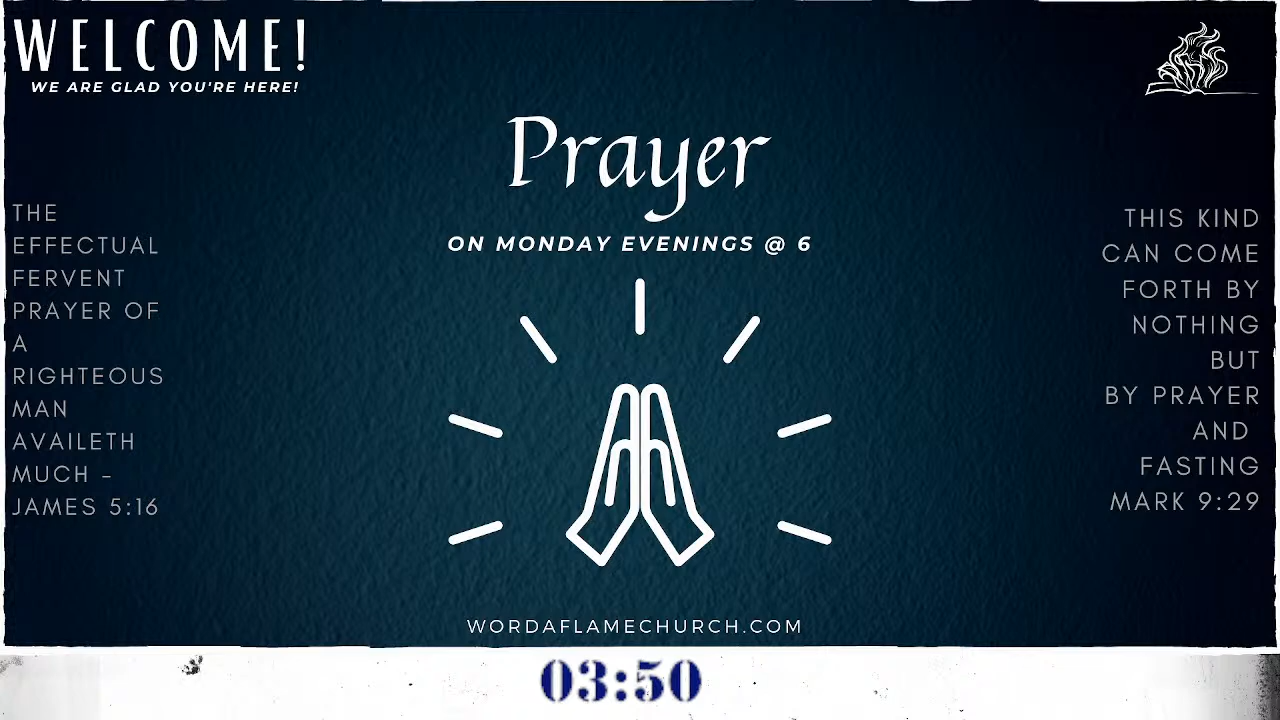 WELCOME!
WE ARE GLAD YOU'RE HERE!
Prayer
ON MONDAY EVENINGS @ 6
THE
EFFECTUAL
FERVENT
PRAYER OF
A
RIGHTEOUS
MAN
AVAILETH
MUCH -
JAMES 5:16
THIS KIND
CAN COME
FORTH BY
NOTHING
BUT
BY PRAYER
AND
FASTING
MARK 9:29
WORDAFLAMECHURCH.COM
03:50